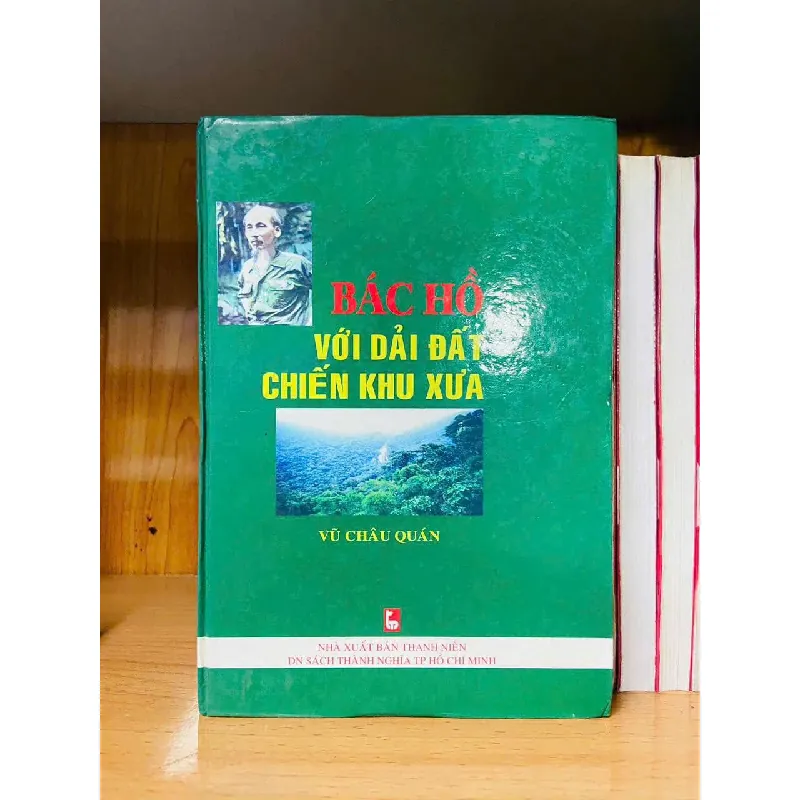 BÁC HỒ
VỚI DẢI ĐẤT
CHIẾN KHU XƯA
VŨ CHÂU QUÁN
NHÀ XUẤT BẢN THANH NIÊN
DN SÁCH THÀNH NGHĨA TP HỒ CHÍ MINH